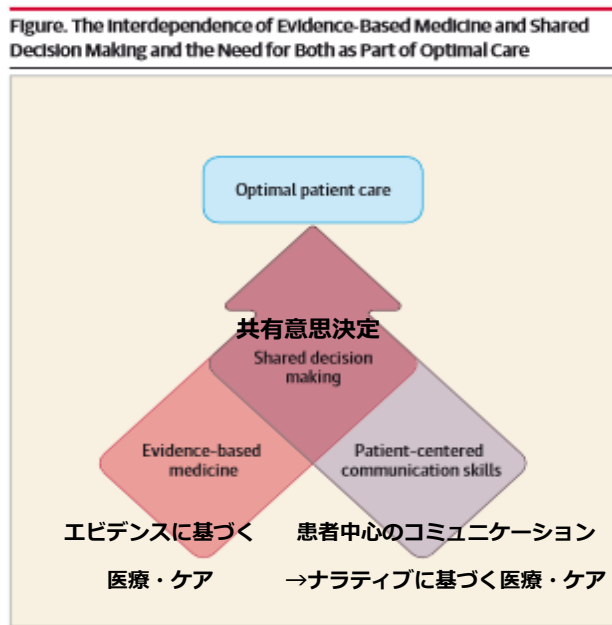 Figure. The Interdependence of Evidence-Based Medicine and Shared
Decision Making and the Need for Both as Part of Optimal Care
Optimal patient care
共有意思決定
Shared decision
making
Evidence-based
medicine
Patient-centered
communication skills
エビデンスに基づく
医療・ケア
患者中心のコミュニケーション
→ナラティブに基づく医療・ケア